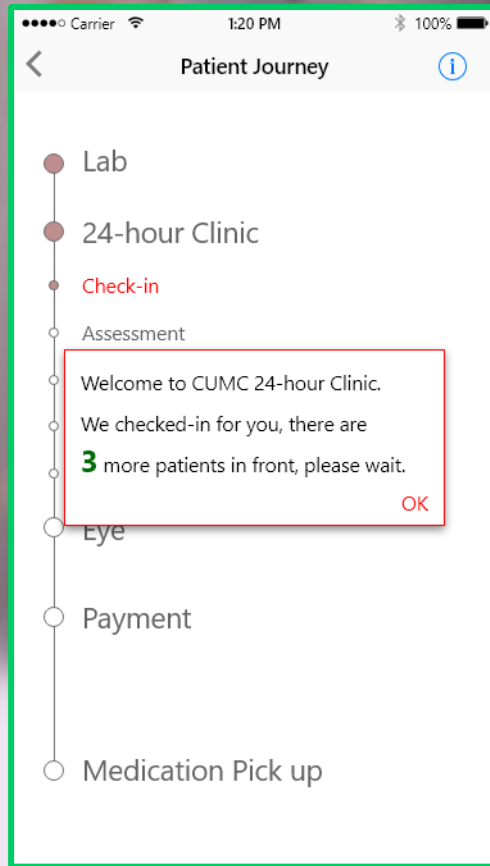 Carrier 1:20 PM 100%
Patient Journey
Lab
24-hour Clinic
Check-in
Assessment
Welcome to CUMC 24-hour Clinic.
We checked-in for you, there are
3 more patients in front, please wait.
OK
Eye
Payment
Medication Pick up